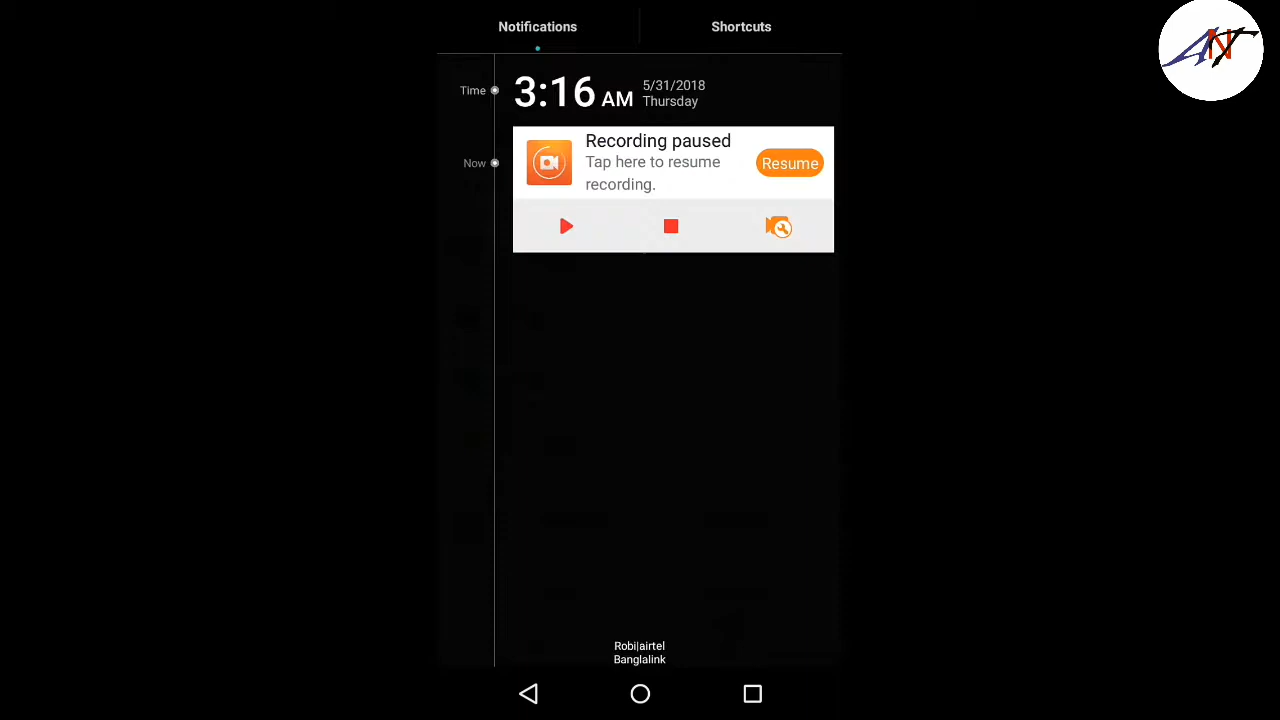 Notifications
Shortcuts
Time
3:16 AM
5/31/2018
Thursday
Now
Recording paused
Tap here to resume
recording.
Resume
Robi|airtel
Banglalink
ANT